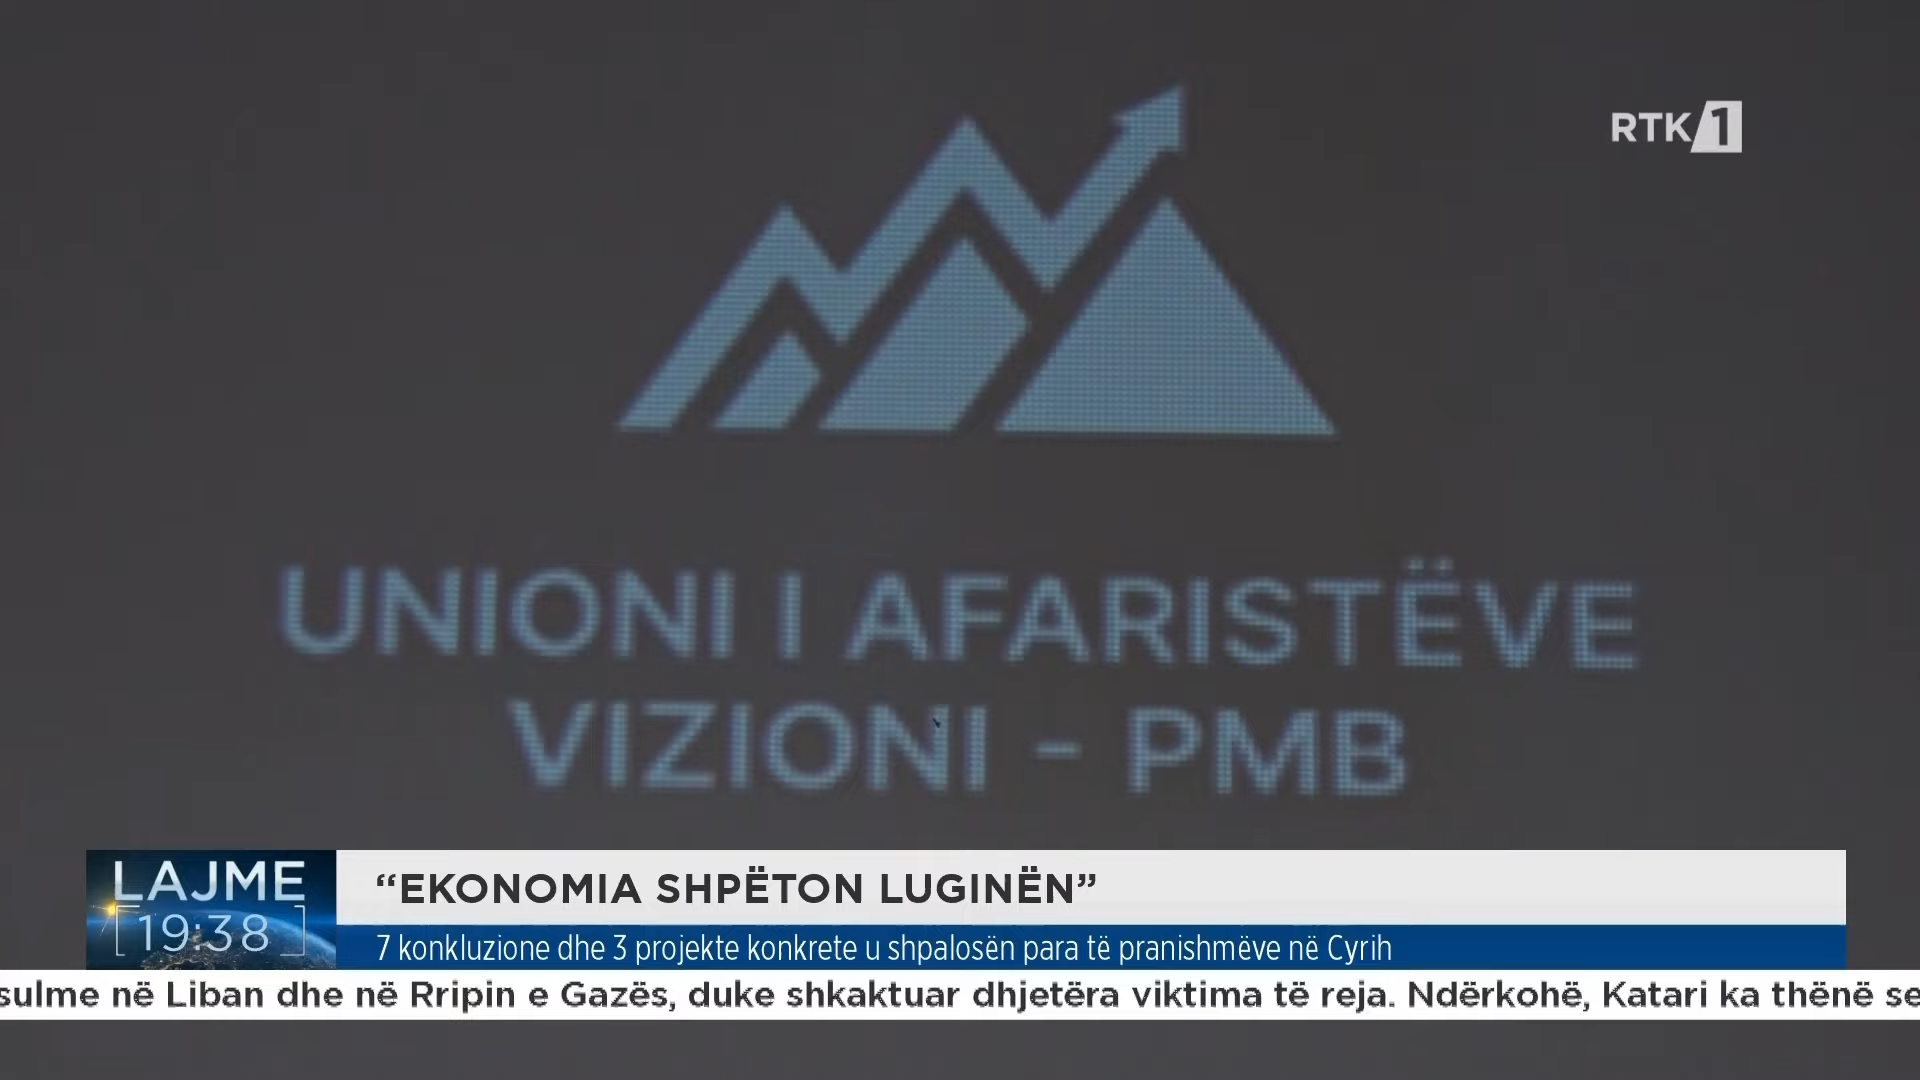 RTK 1
UNIONI I AFARISTËVE
VIZIONI - PMB
LAJME
19:38
“EKONOMIA SHPËTON LUGINËN”
7 konkluzione dhe 3 projekte konkrete u shpalosën para të pranishmëve në Cyrih
sulme në Liban dhe në Rripin e Gazës, duke shkaktuar dhjetëra viktima të reja. Ndërkohë, Katari ka thënë se